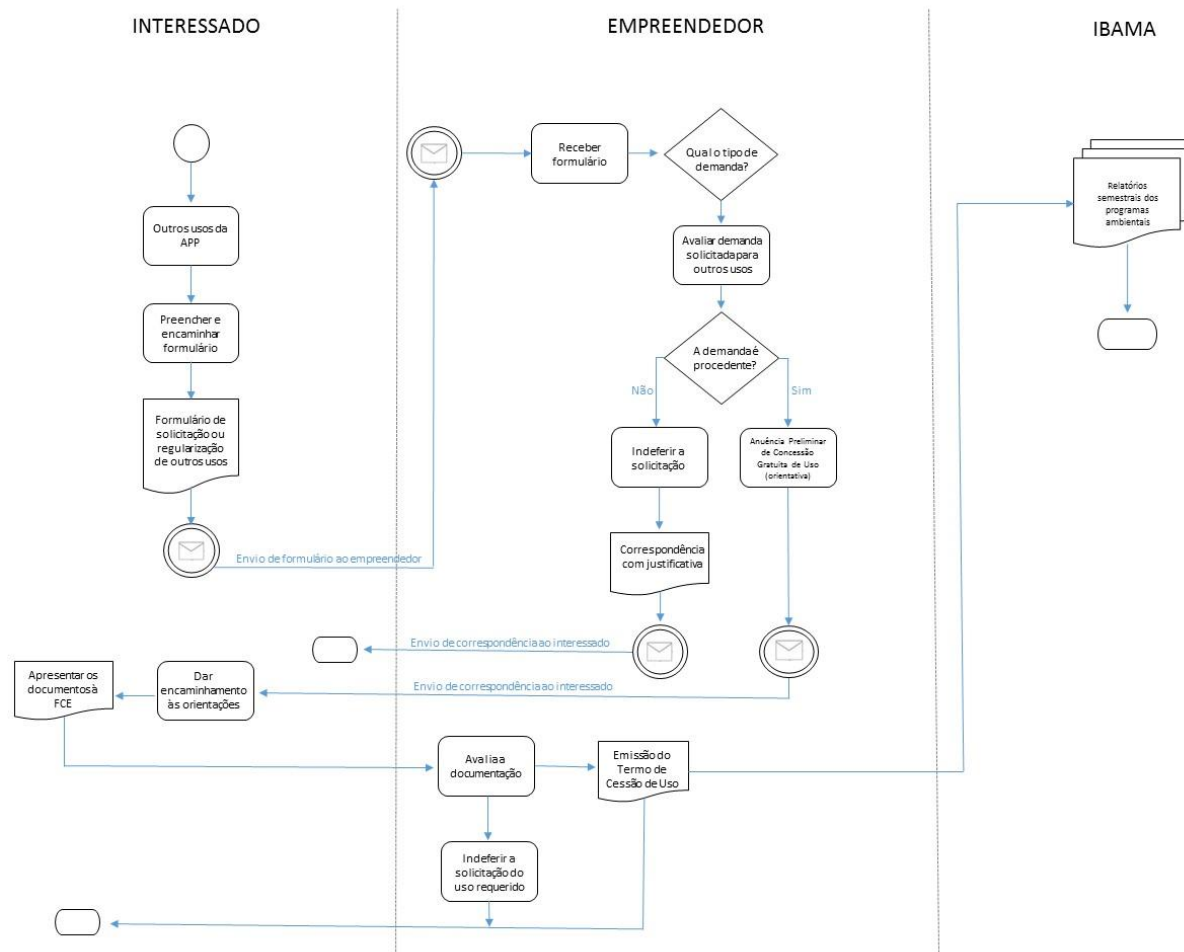 INTERESSADO
EMPREENDEDOR
IBAMA
Outros usos da
APP
Preencher e
encaminhar
formulário
Formulário de
solicitação ou
regularização
de outros usos
Envio de formulário ao empreendedor
Receber
formulário
Qual o tipo de
demanda?
Avaliar demanda
solicitada para
outros usos
A demanda é
procedente?
Não
Sim
Indeferir a
solicitação
Anuência Preliminar
de Concessão
Gratuita de Uso
(orientativa)
Correspondência
com justificativa
Envio de correspondência ao interessado
Envio de correspondência ao interessado
Dar
encaminhamento
às orientações
Apresentar os
documentos à
FCE
Avalia a
documentação
Emissão do
Termo de
Cessão de Uso
Indeferir a
solicitação do
uso requerido
Relatórios
semestrais dos
programas
ambientais